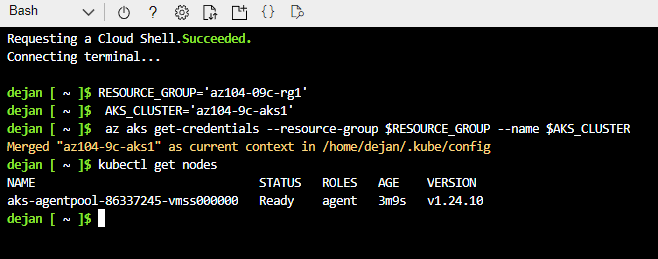 Bash
Requesting a Cloud Shell.Succeeded.
Connecting terminal...
dejan [ ~ ]$ RESOURCE_GROUP='az104-09c-rg1'
dejan [ ~ ]$  AKS_CLUSTER='az104-9c-aks1'
dejan [ ~ ]$  az aks get-credentials --resource-group $RESOURCE_GROUP --name $AKS_CLUSTER
Merged "az104-9c-aks1" as current context in /home/dejan/.kube/config
dejan [ ~ ]$ kubectl get nodes
NAME STATUS ROLES AGE VERSION
aks-agentpool-86337245-vmss000000 Ready agent 3m9s v1.24.10
dejan [ ~ ]$